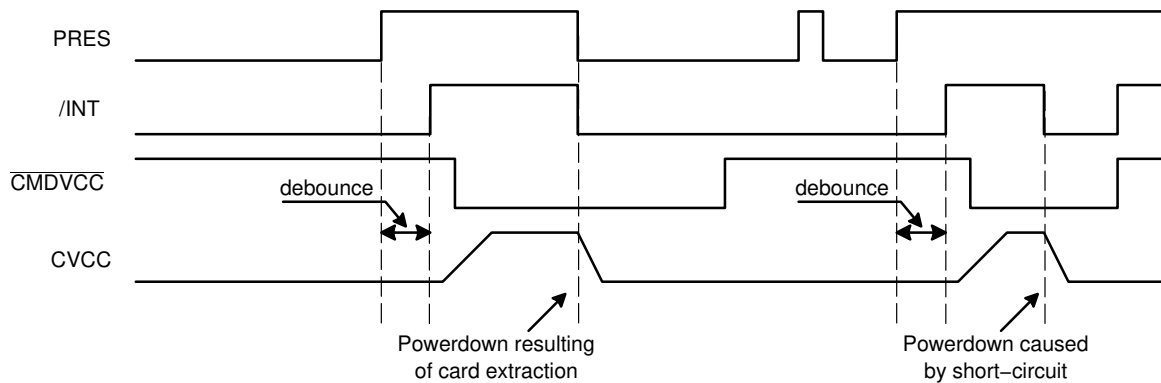 PRES
/INT
CMDVCC
debounce
debounce
CVCC
Powerdown resulting
of card extraction
Powerdown caused
by short−circuit